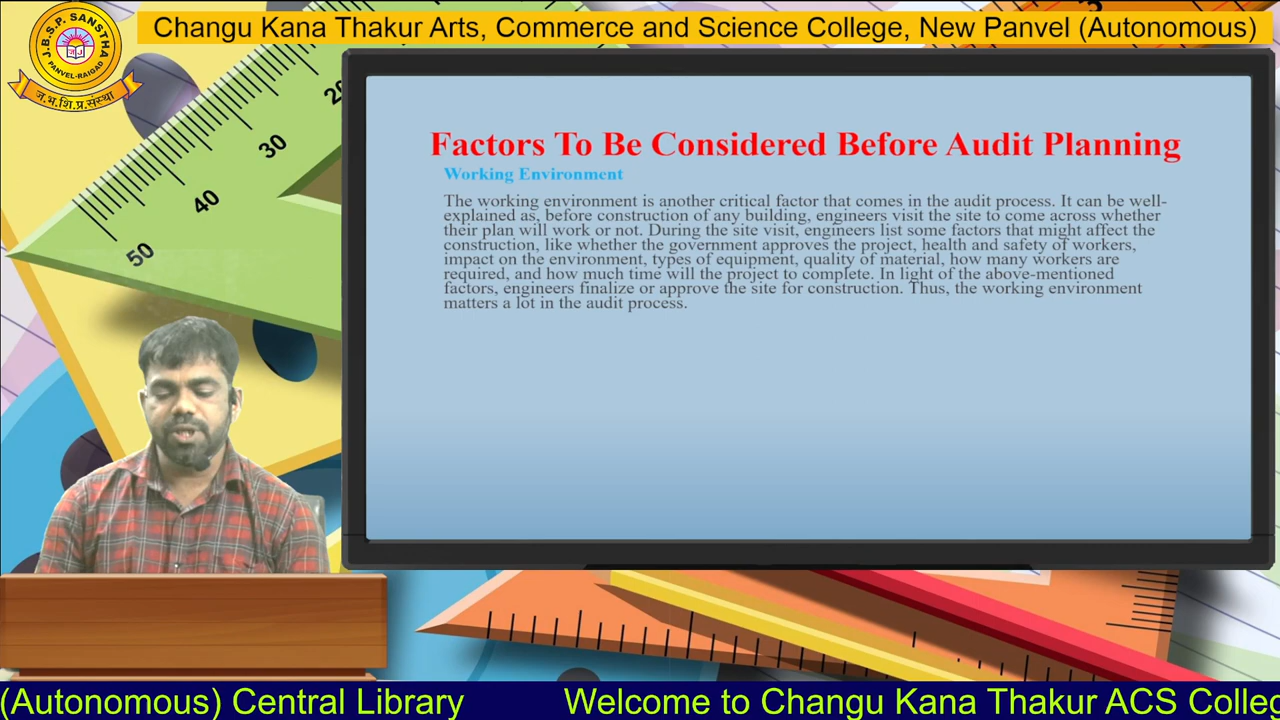 Changu Kana Thakur Arts, Commerce and Science College, New Panvel (Autonomous)
J.B.S.P. SANSTHA
PANVEL-RAIGAD
ज.भ.शि.प्र.संस्था
20
30
40
50
3
Factors To Be Considered Before Audit Planning
Working Environment
The working environment is another critical factor that comes in the audit process. It can be well-
explained as, before construction of any building, engineers visit the site to come across whether
their plan will work or not. During the site visit, engineers list some factors that might affect the
construction, like whether the government approves the project, health and safety of workers,
impact on the environment, types of equipment, quality of material, how many workers are
required, and how much time will the project to complete. In light of the above-mentioned
factors, engineers finalize or approve the site for construction. Thus, the working environment
matters a lot in the audit process.
(Autonomous) Central Library
Welcome to Changu Kana Thakur ACS Colleg